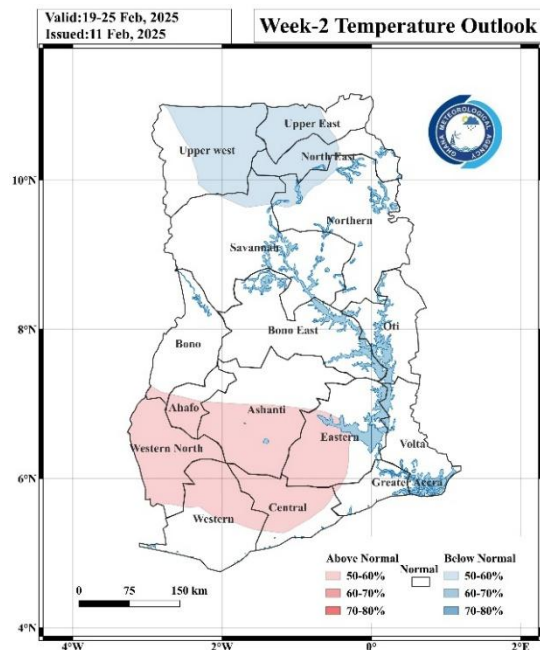 Valid:19-25 Feb, 2025
Issued:11 Feb, 2025
Week-2 Temperature Outlook
GHANA METEOROLOGICAL AGENCY
Upper East
Upper west
North East
10°N
Northern
Savannah
8°N
Bono East
Oti
Bono
Ahafo
Ashanti
Eastern
Western North
Volta
6°N
Greater Accra
Central
Western
Above Normal
Normal
Below Normal
50-60%
50-60%
60-70%
60-70%
70-80%
70-80%
0 75 150 km
4°N
4°W
2°W
0°
2°E